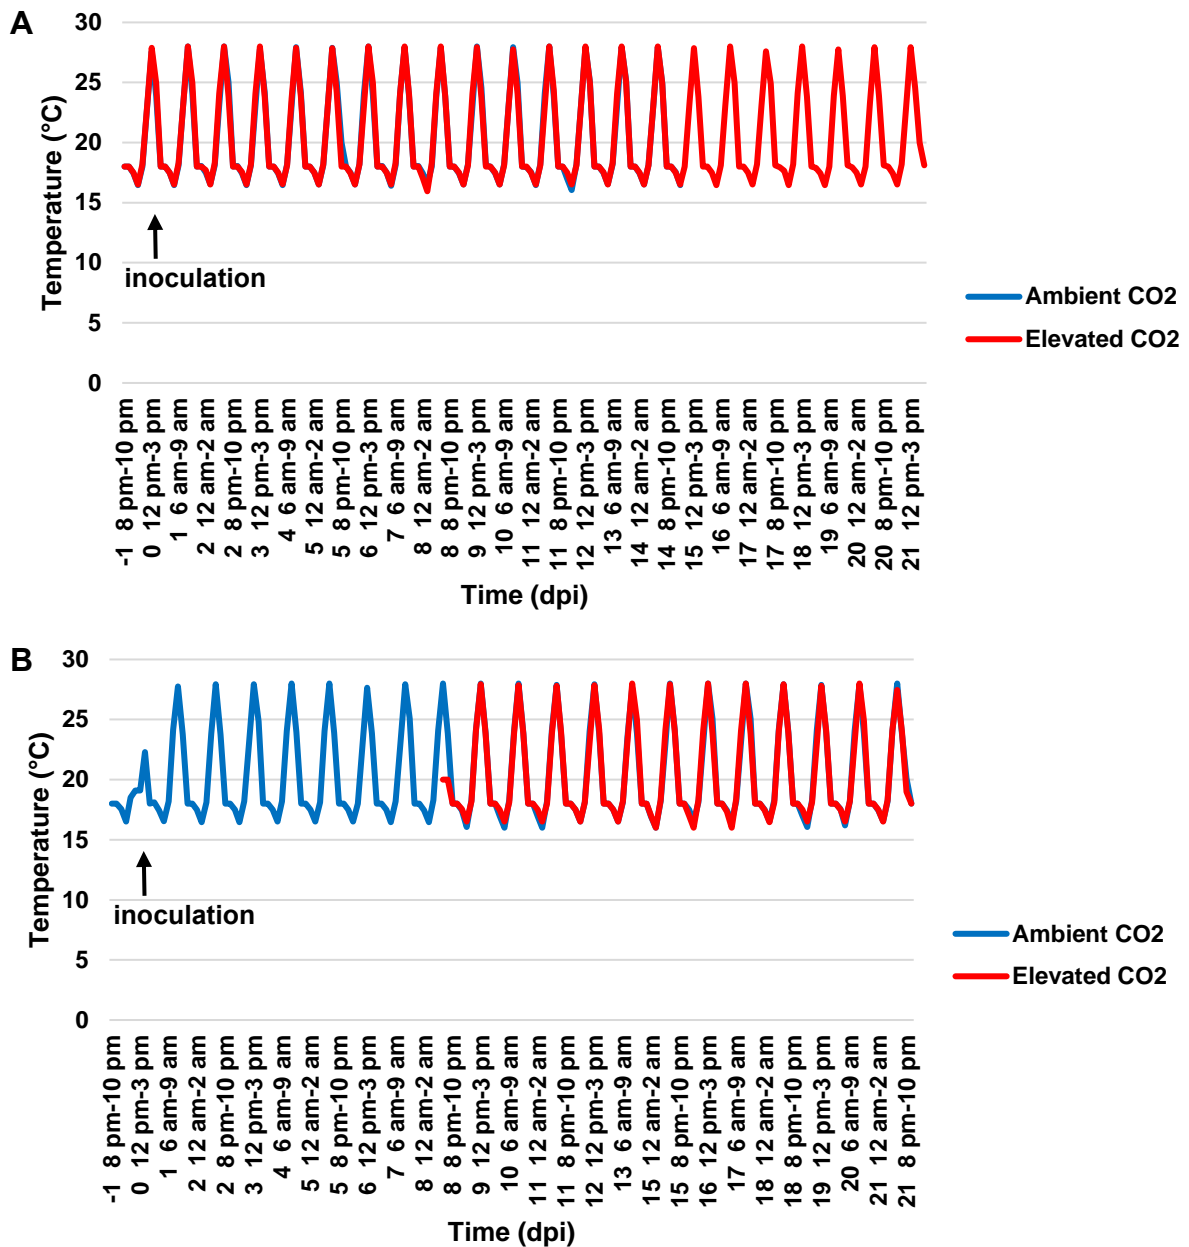 A
30
25
20
15
10
5
0
Temperature (°C)
inoculation
Ambient CO2
Elevated CO2
-1 8 pm-10 pm
0 12 pm-3 pm
1 6 am-9 am
2 12 am-2 am
2 8 pm-10 pm
3 12 pm-3 pm
4 6 am-9 am
5 12 am-2 am
5 8 pm-10 pm
6 12 pm-3 pm
7 6 am-9 am
8 12 am-2 am
8 8 pm-10 pm
9 12 pm-3 pm
10 6 am-9 am
11 12 am-2 am
11 8 pm-10 pm
12 12 pm-3 pm
13 6 am-9 am
14 12 am-2 am
14 8 pm-10 pm
15 12 pm-3 pm
16 6 am-9 am
17 12 am-2 am
17 8 pm-10 pm
18 12 pm-3 pm
19 6 am-9 am
20 12 am-2 am
20 8 pm-10 pm
21 12 pm-3 pm
Time (dpi)
B
30
25
20
15
10
5
0
Temperature (°C)
inoculation
Ambient CO2
Elevated CO2
-1 8 pm-10 pm
0 12 pm-3 pm
1 6 am-9 am
2 12 am-2 am
2 8 pm-10 pm
3 12 pm-3 pm
4 6 am-9 am
5 12 am-2 am
5 8 pm-10 pm
6 12 pm-3 pm
7 6 am-9 am
8 12 am-2 am
8 8 pm-10 pm
9 12 pm-3 pm
10 6 am-9 am
11 12 am-2 am
11 8 pm-10 pm
12 12 pm-3 pm
13 6 am-9 am
15 12 am-2 am
15 8 pm-10 pm
16 12 pm-3 pm
17 6 am-9 am
18 12 am-2 am
18 8 pm-10 pm
19 12 pm-3 pm
20 6 am-9 am
21 12 am-2 am
21 8 pm-10 pm
Time (dpi)